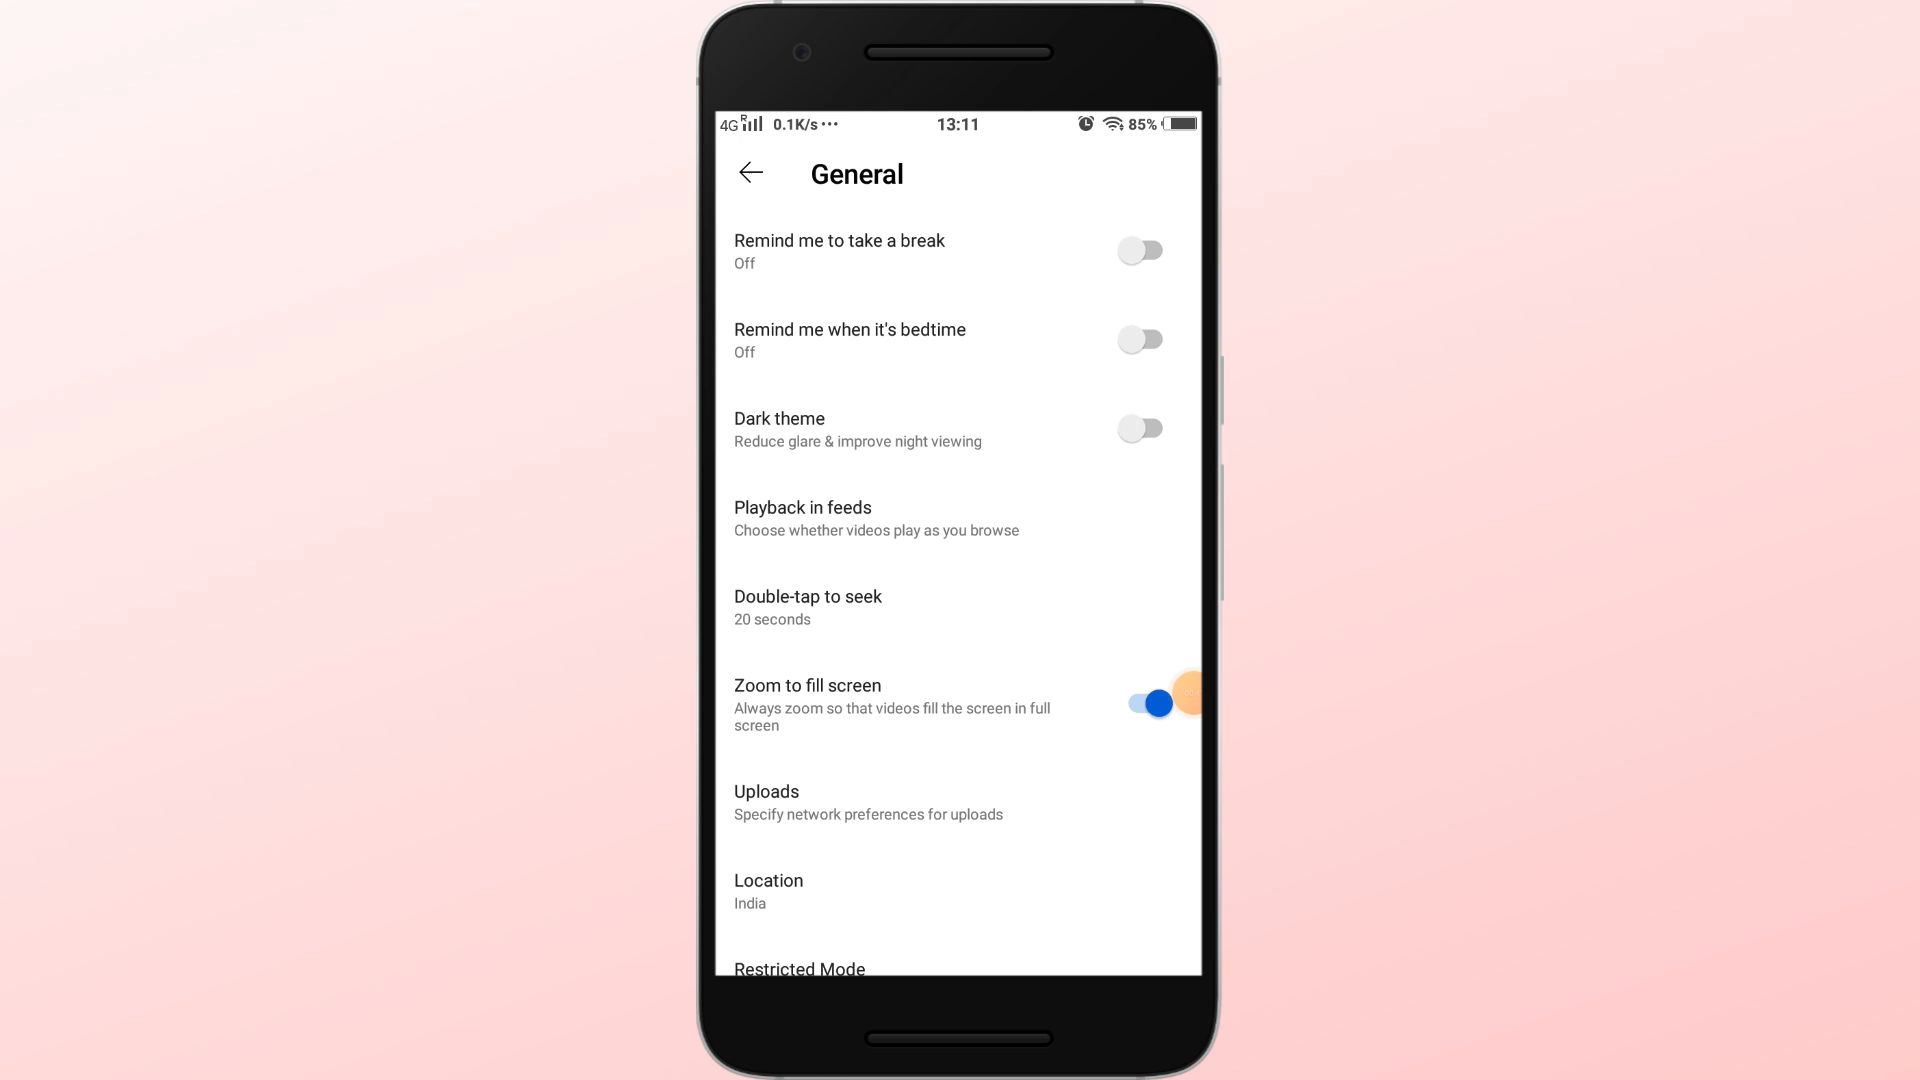 4G R 0.1K/s ··· 13:11 85%
General
Remind me to take a break
Off
Remind me when it's bedtime
Off
Dark theme
Reduce glare & improve night viewing
Playback in feeds
Choose whether videos play as you browse
Double-tap to seek
20 seconds
Zoom to fill screen
Always zoom so that videos fill the screen in full
screen
Uploads
Specify network preferences for uploads
Location
India
Restricted Mode